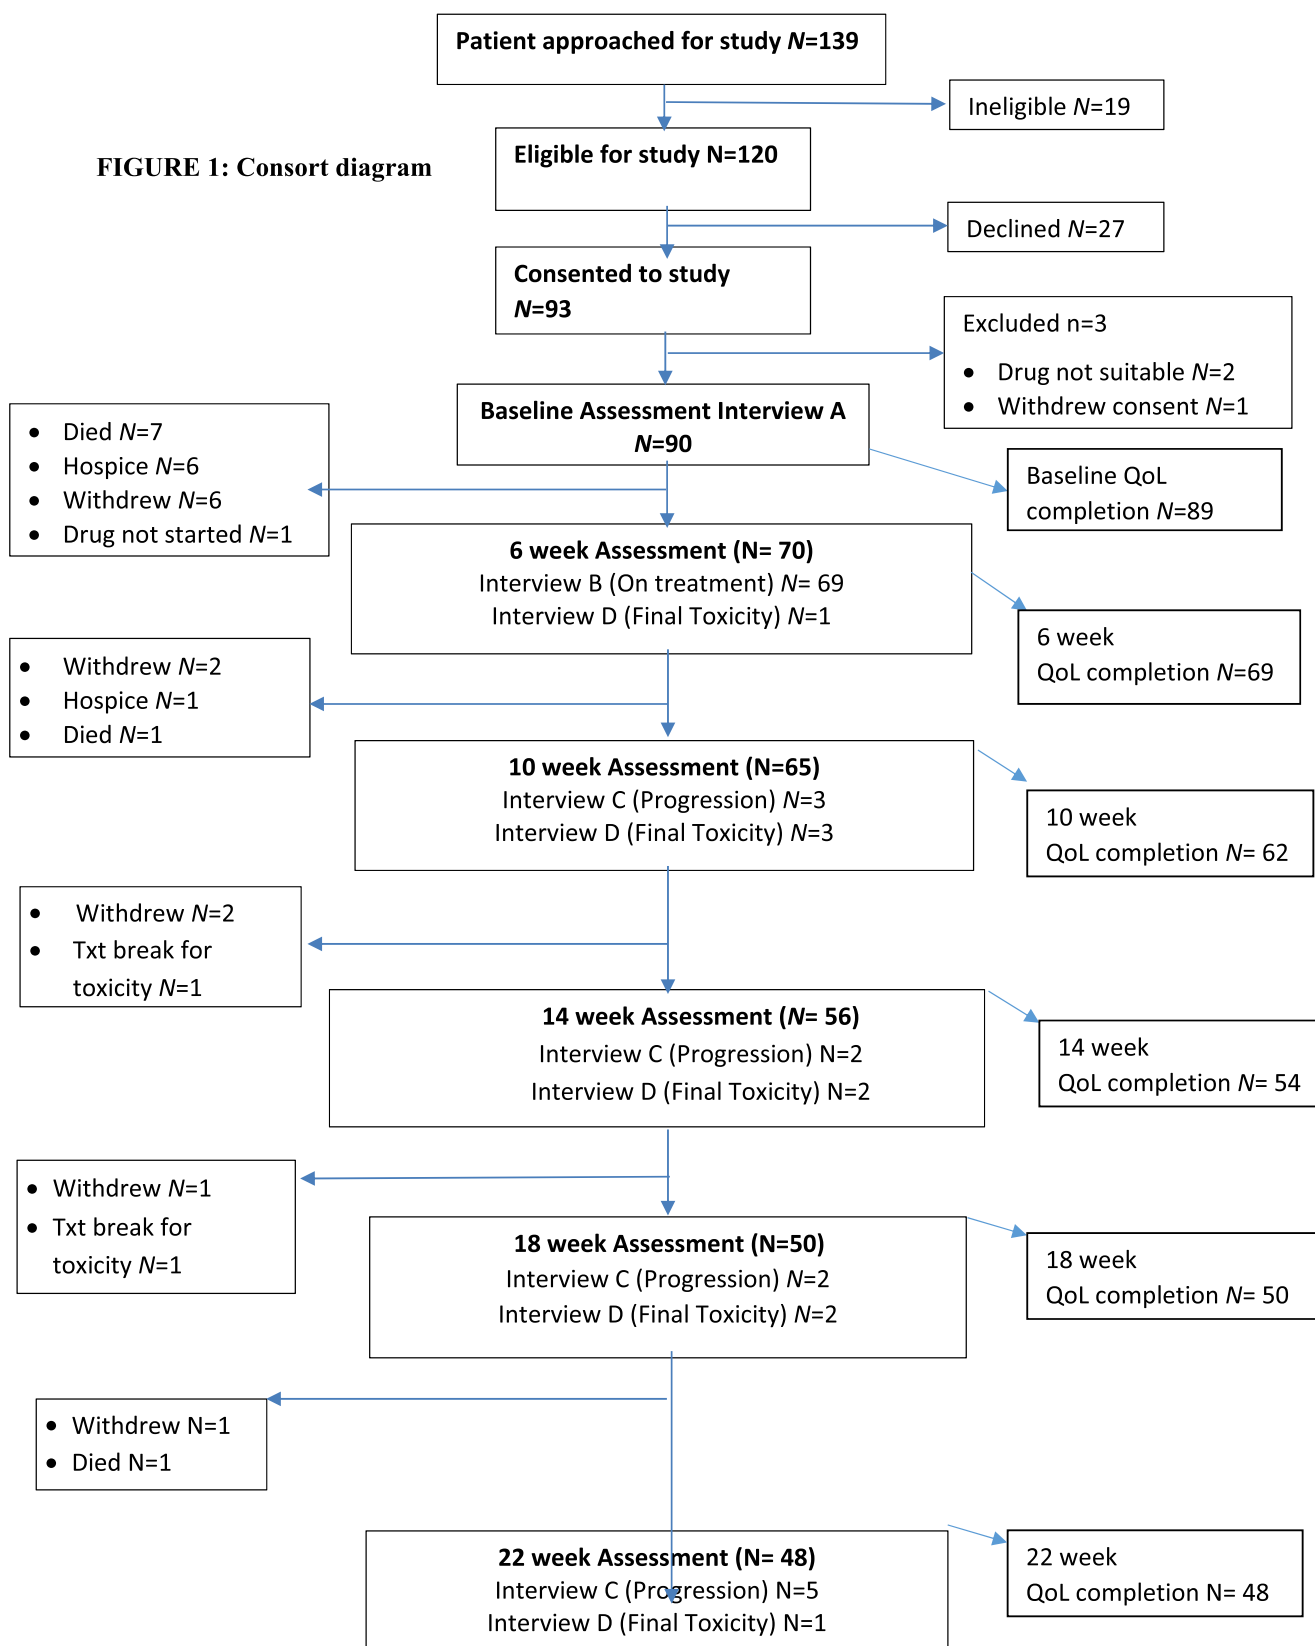 Patient approached for study N=139
Ineligible N=19
FIGURE 1: Consort diagram
Eligible for study N=120
Declined N=27
Consented to study
N=93
Excluded n=3
• Drug not suitable N=2
• Withdrew consent N=1
Baseline Assessment Interview A
N=90
• Died N=7
• Hospice N=6
• Withdrew N=6
• Drug not started N=1
Baseline QoL
completion N=89
6 week Assessment (N= 70)
Interview B (On treatment) N= 69
Interview D (Final Toxicity) N=1
6 week
QoL completion N=69
• Withdrew N=2
• Hospice N=1
• Died N=1
10 week Assessment (N=65)
Interview C (Progression) N=3
Interview D (Final Toxicity) N=3
10 week
QoL completion N= 62
• Withdrew N=2
• Txt break for
toxicity N=1
14 week Assessment (N= 56)
Interview C (Progression) N=2
Interview D (Final Toxicity) N=2
14 week
QoL completion N= 54
• Withdrew N=1
• Txt break for
toxicity N=1
18 week Assessment (N=50)
Interview C (Progression) N=2
Interview D (Final Toxicity) N=2
18 week
QoL completion N= 50
• Withdrew N=1
• Died N=1
22 week Assessment (N= 48)
Interview C (Progression) N=5
Interview D (Final Toxicity) N=1
22 week
QoL completion N= 48